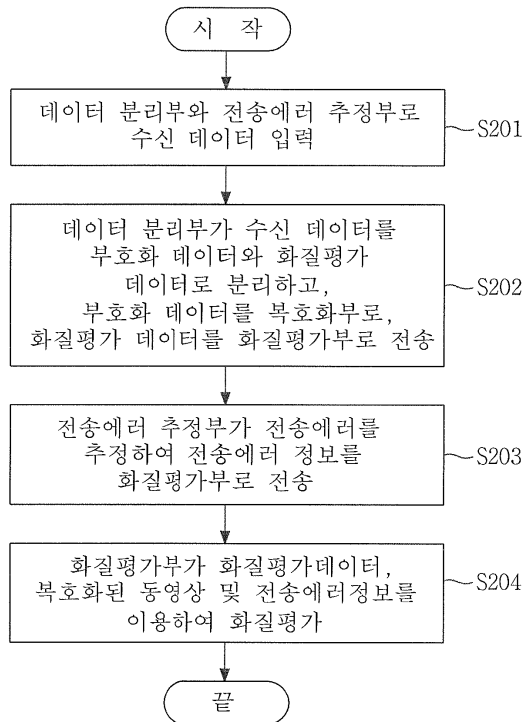 시 작
데이터 분리부와 전송에러 추정부로
수신 데이터 입력
S201
데이터 분리부가 수신 데이터를
부호화 데이터와 화질평가
데이터로 분리하고,
부호화 데이터를 복호화부로,
화질평가 데이터를 화질평가부로 전송
S202
전송에러 추정부가 전송에러를
추정하여 전송에러 정보를
화질평가부로 전송
S203
화질평가부가 화질평가데이터,
복호화된 동영상 및 전송에러정보를
이용하여 화질평가
S204
끝